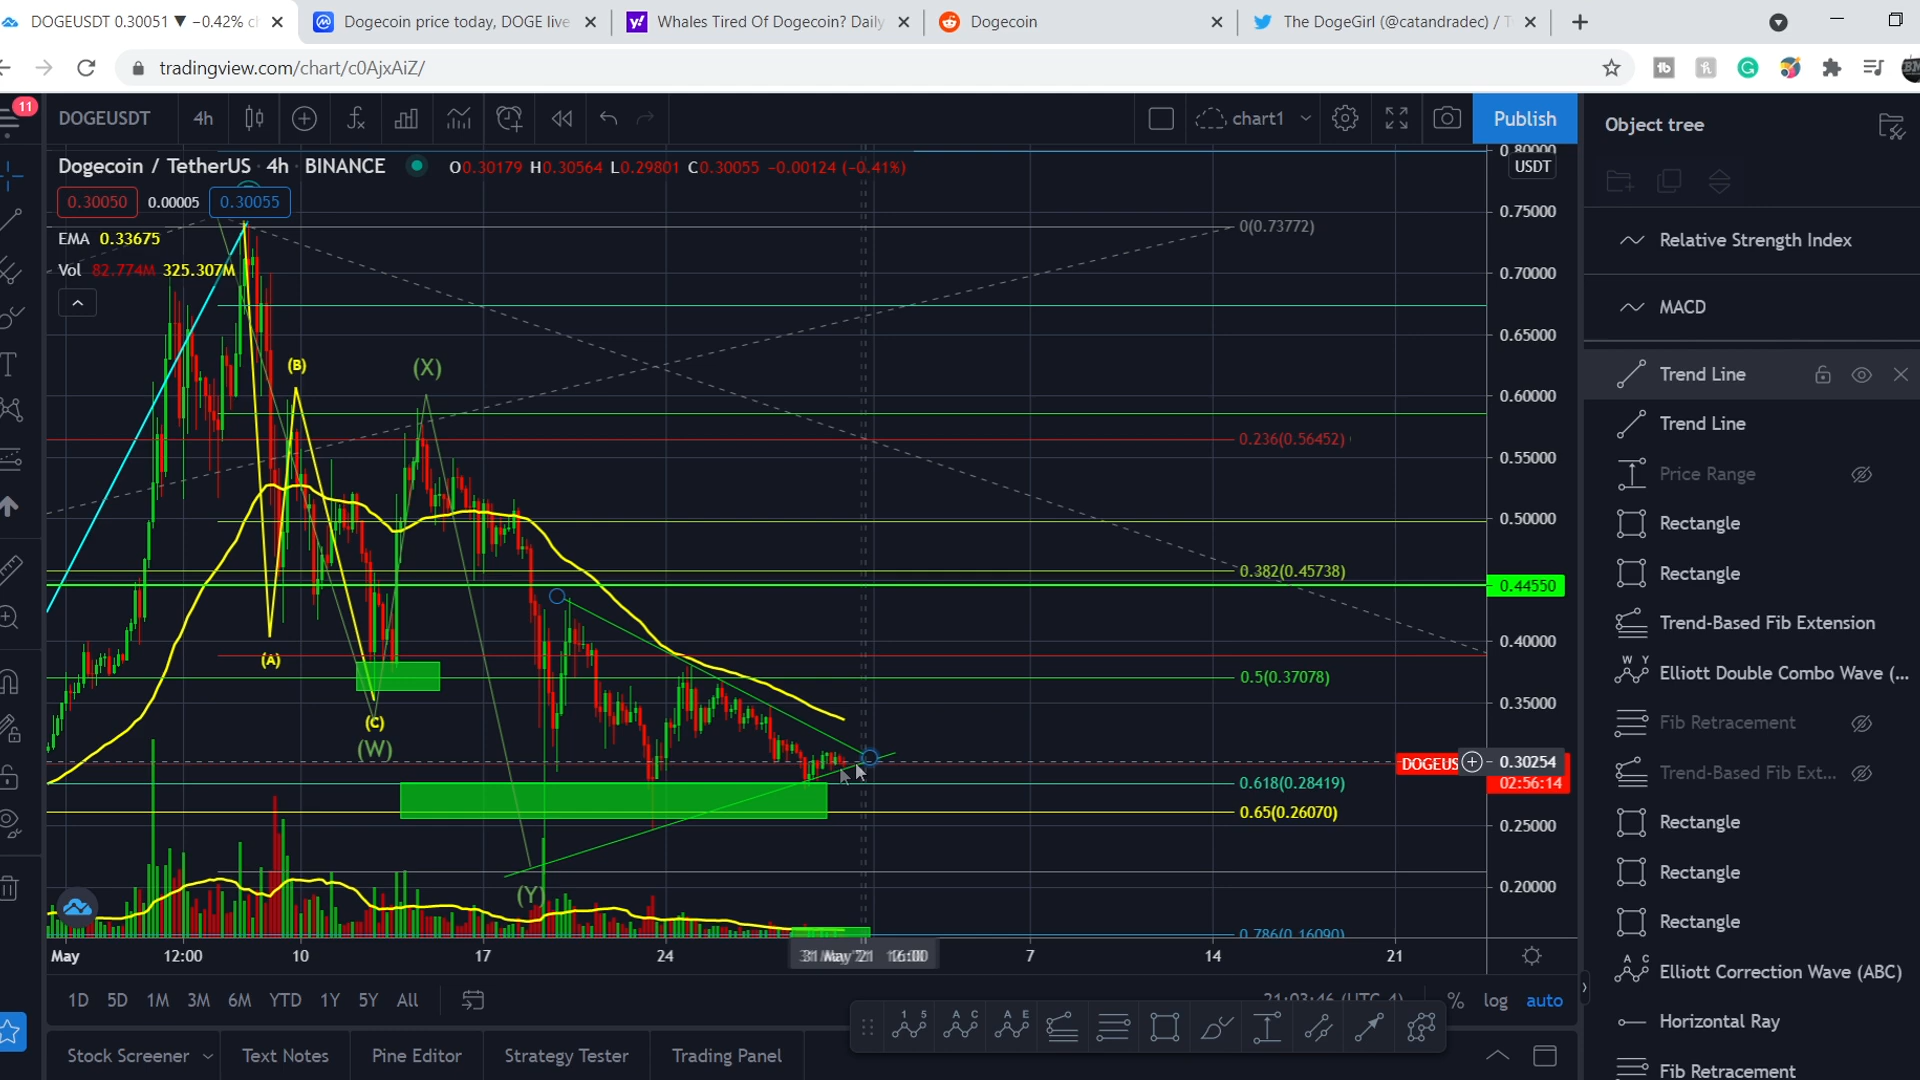 DOGEUSDT 0.30051 ▼ −0.42% ch
Dogecoin price today, DOGE live
Whales Tired Of Dogecoin? Daily
Dogecoin
The DogeGirl (@catandradec) / T
tradingview.com/chart/c0AjxAiZ/
11
DOGEUSDT
4h
chart1
Publish
Object tree
Dogecoin / TetherUS · 4h · BINANCE
O0.30179 H0.30564 L0.29801 C0.30055 −0.00124 (−0.41%)
0.80000
USDT
0.30050
0.00005
0.30055
EMA 0.33675
Vol 82.774M 325.307M
0.75000
0.70000
0.65000
0.60000
0.55000
0.50000
0.44550
0.40000
0.35000
0.30254
02:56:14
0.25000
0.20000
DOGEUS
0(0.73772)
0.236(0.56452)
0.382(0.45738)
0.5(0.37078)
0.618(0.28419)
0.65(0.26070)
0.786(0.16090)
(A)
(B)
(C)
(W)
(X)
(Y)
May
12:00
10
17
24
7
14
21
1D
5D
1M
3M
6M
YTD
1Y
5Y
All
21:03:46 (UTC-4)
%
log
auto
1 5
A C
A E
Stock Screener
Text Notes
Pine Editor
Strategy Tester
Trading Panel
Relative Strength Index
MACD
Trend Line
Trend Line
Price Range
Rectangle
Rectangle
Trend-Based Fib Extension
W Y
Elliott Double Combo Wave (...
Fib Retracement
Trend-Based Fib Ext...
Rectangle
Rectangle
Rectangle
A C
Elliott Correction Wave (ABC)
Horizontal Ray
Fib Retracement